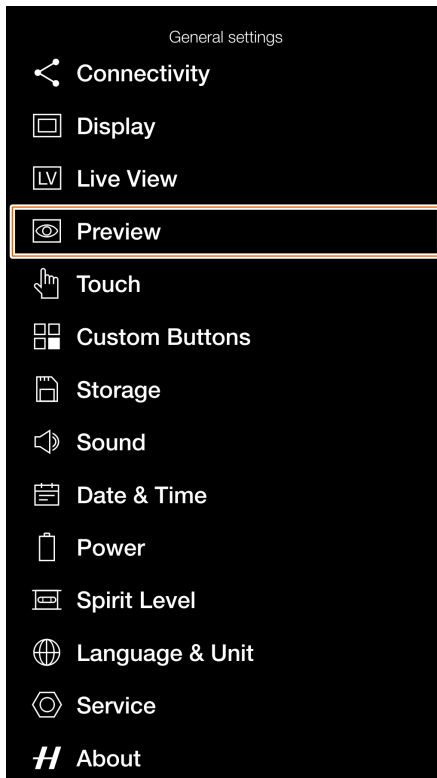 General settings
Connectivity
Display
LV Live View
Preview
Touch
Custom Buttons
Storage
Sound
Date & Time
Power
Spirit Level
Language & Unit
Service
H About